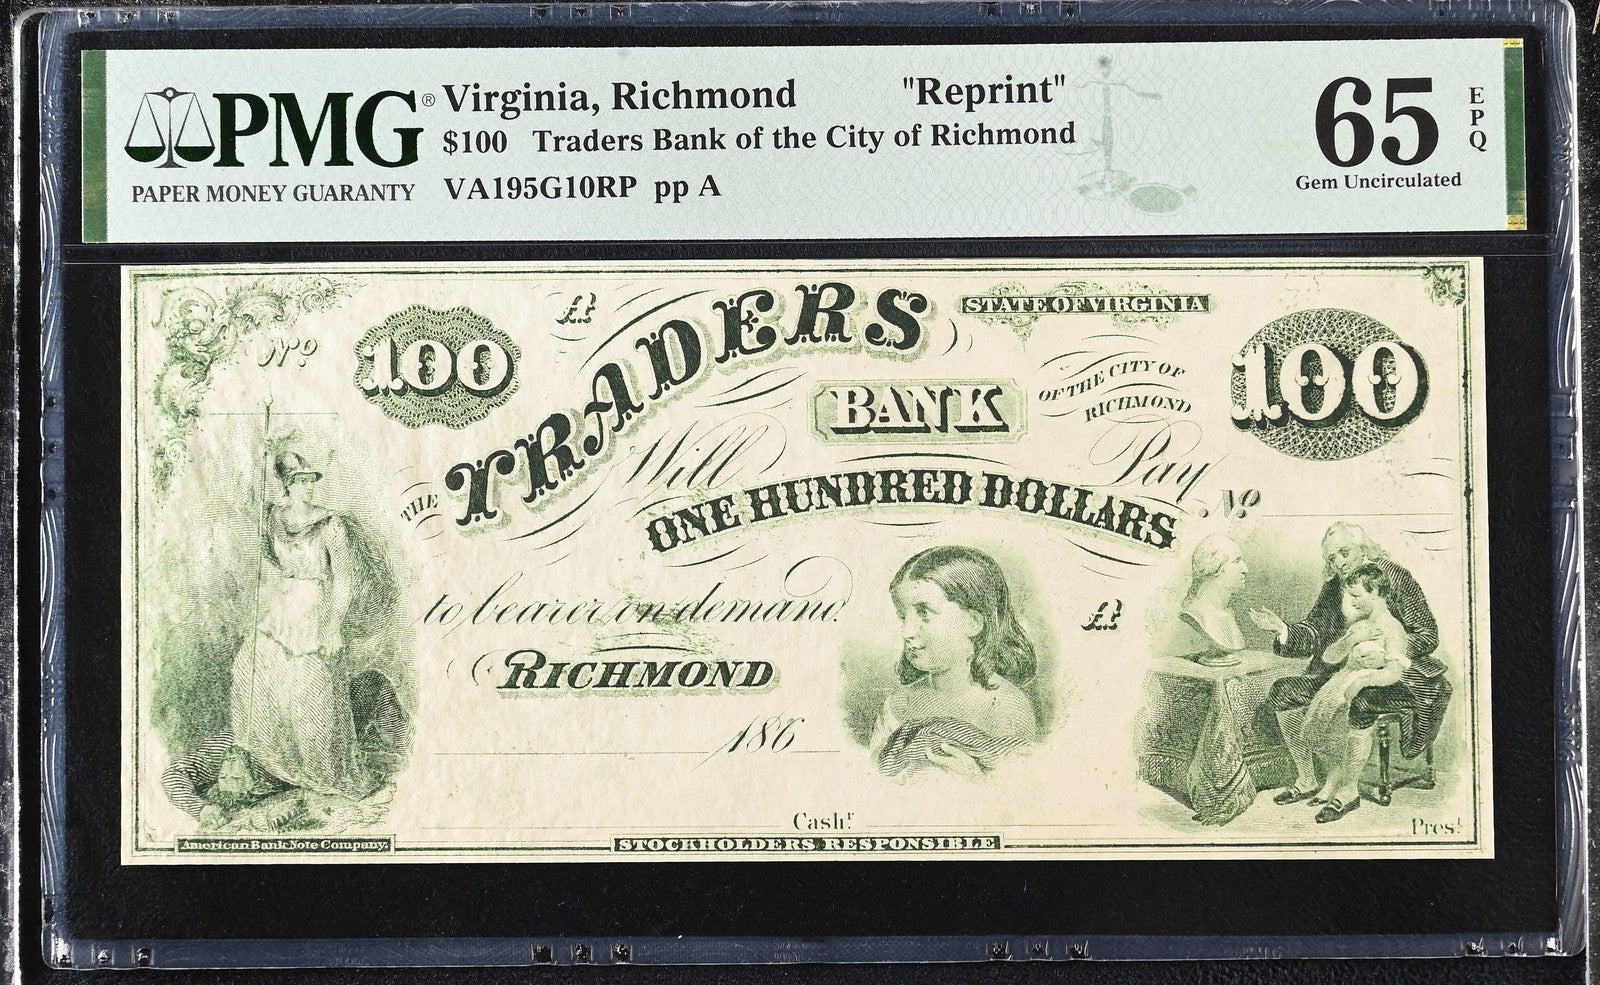 PMG® Virginia, Richmond "Reprint"
$100 Traders Bank of the City of Richmond
PAPER MONEY GUARANTY VA195G10RP pp A
65 EPQ
Gem Uncirculated
STATE OF VIRGINIA
No 100 A 100
THE TRADERS
BANK OF THE CITY OF
RICHMOND
Will Pay
ONE HUNDRED DOLLARS
No
to bearer on demand.
A
RICHMOND
186
Cashr. Prest.
American Bank Note Company. STOCKHOLDERS RESPONSIBLE